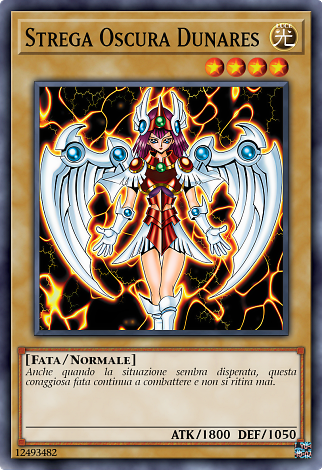 Strega Oscura Dunares
光
[Fata/Normale]
Anche quando la situazione sembra disperata, questa
coraggiosa fata continua a combattere e non si ritira mai.
ATK/1800 DEF/1050
12493482